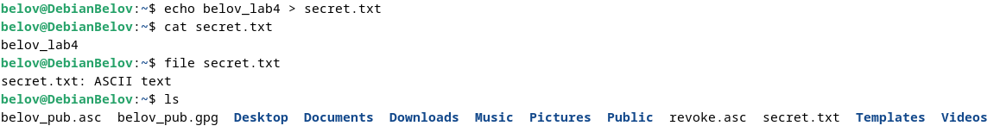 belov@DebianBelov:~$ echo belov_lab4 > secret.txt
belov@DebianBelov:~$ cat secret.txt
belov_lab4
belov@DebianBelov:~$ file secret.txt
secret.txt: ASCII text
belov@DebianBelov:~$ ls
belov_pub.asc  belov_pub.gpg  Desktop  Documents  Downloads  Music  Pictures  Public  revoke.asc  secret.txt  Templates  Videos